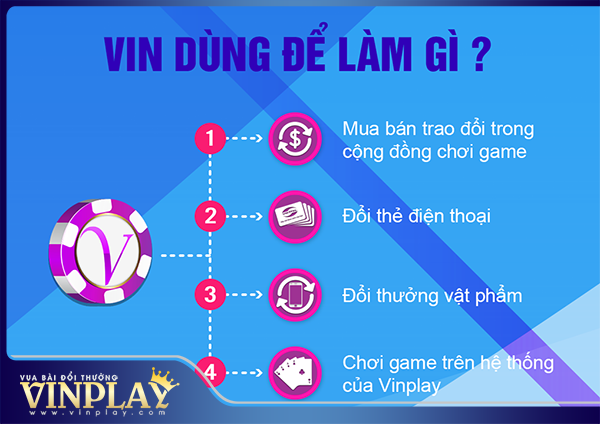 VIN DÙNG ĐỂ LÀM GÌ ?
1
Mua bán trao đổi trong
cộng đồng chơi game
2
Đổi thẻ điện thoại
V
3
Đổi thưởng vật phẩm
4
Chơi game trên hệ thống
của Vinplay
VUA BÀI ĐỔI THƯỞNG
VINPLAY
www.vinplay.com